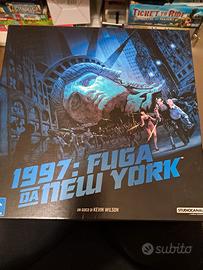 TICKET TO RIDE
1997: FUGA
DA NEW YORK
UN GIOCO DI KEVIN WILSON
STUDIOCANAL
subito